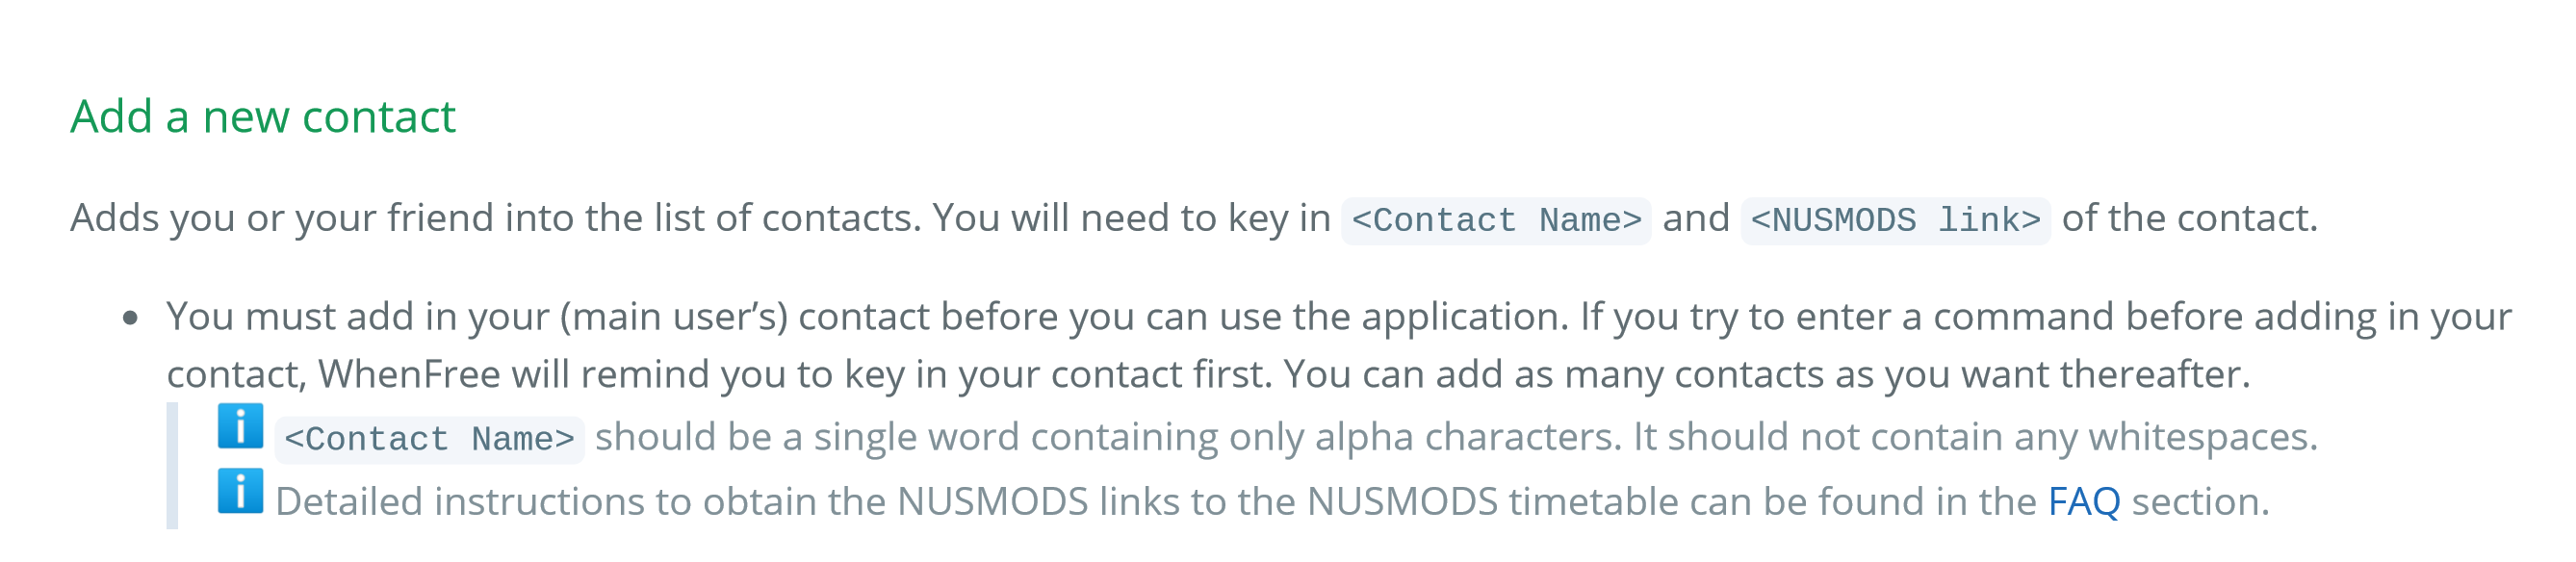 Add a new contact
Adds you or your friend into the list of contacts. You will need to key in <Contact Name> and <NUSMODS link> of the contact.
• You must add in your (main user’s) contact before you can use the application. If you try to enter a command before adding in your
contact, WhenFree will remind you to key in your contact first. You can add as many contacts as you want thereafter.
ℹ️ <Contact Name> should be a single word containing only alpha characters. It should not contain any whitespaces.
ℹ️ Detailed instructions to obtain the NUSMODS links to the NUSMODS timetable can be found in the FAQ section.